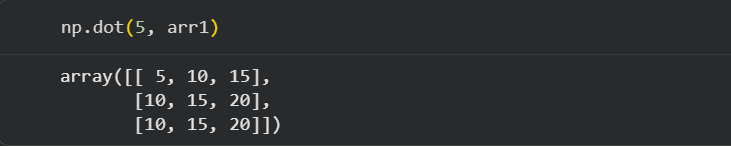 np.dot(5, arr1)
array([[ 5, 10, 15],
       [10, 15, 20],
       [10, 15, 20]])